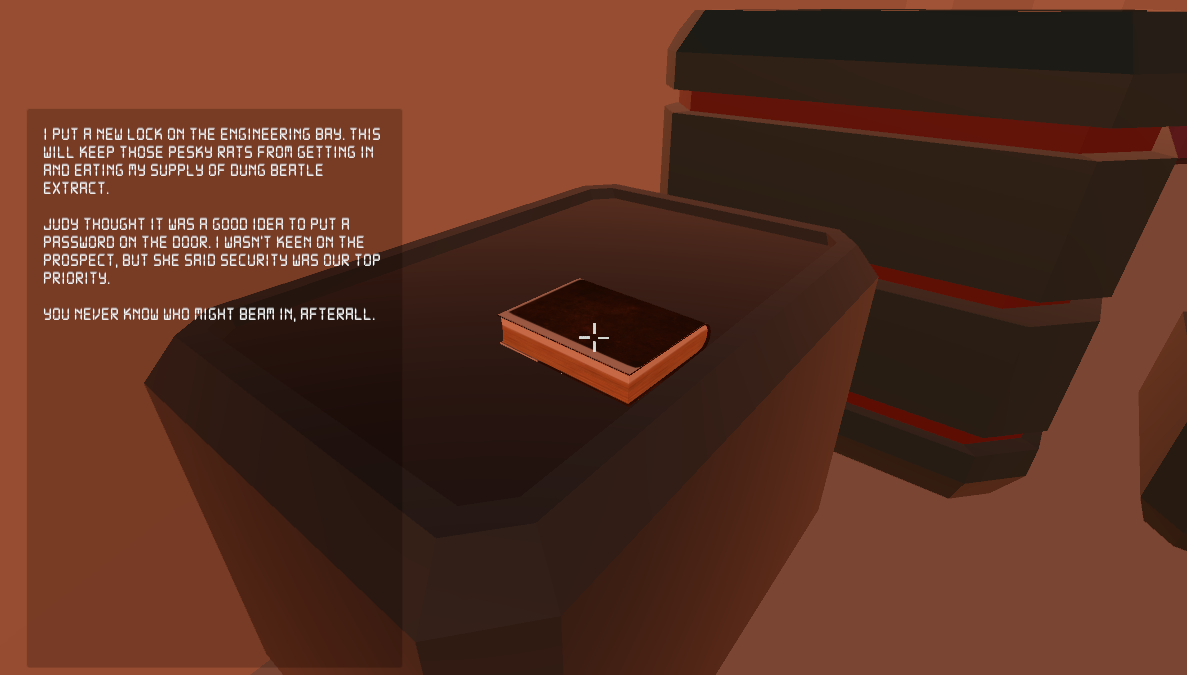 I PUT A NEW LOCK ON THE ENGINEERING BAY. THIS
WILL KEEP THOSE PESKY RATS FROM GETTING IN
AND EATING MY SUPPLY OF DUNG BEATLE
EXTRACT.
JUDY THOUGHT IT WAS A GOOD IDEA TO PUT A
PASSWORD ON THE DOOR. I WASN'T KEEN ON THE
PROSPECT, BUT SHE SAID SECURITY WAS OUR TOP
PRIORITY.
YOU NEVER KNOW WHO MIGHT BEAM IN, AFTERALL.